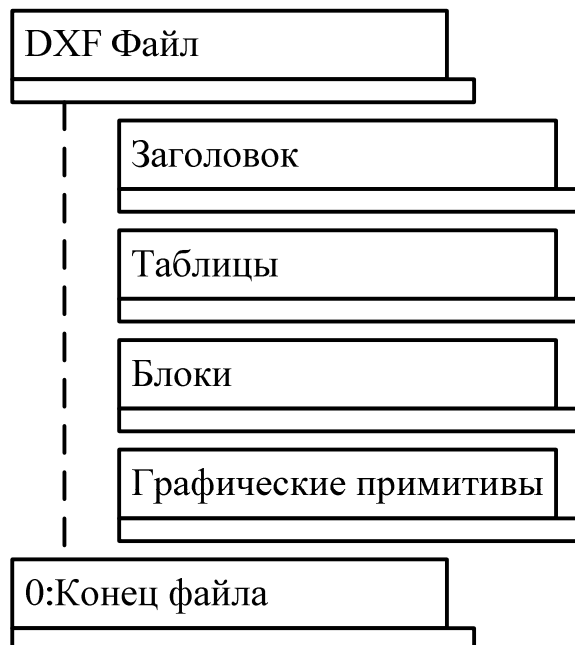 DXF Файл
Заголовок
Таблицы
Блоки
Графические примитивы
0:Конец файла